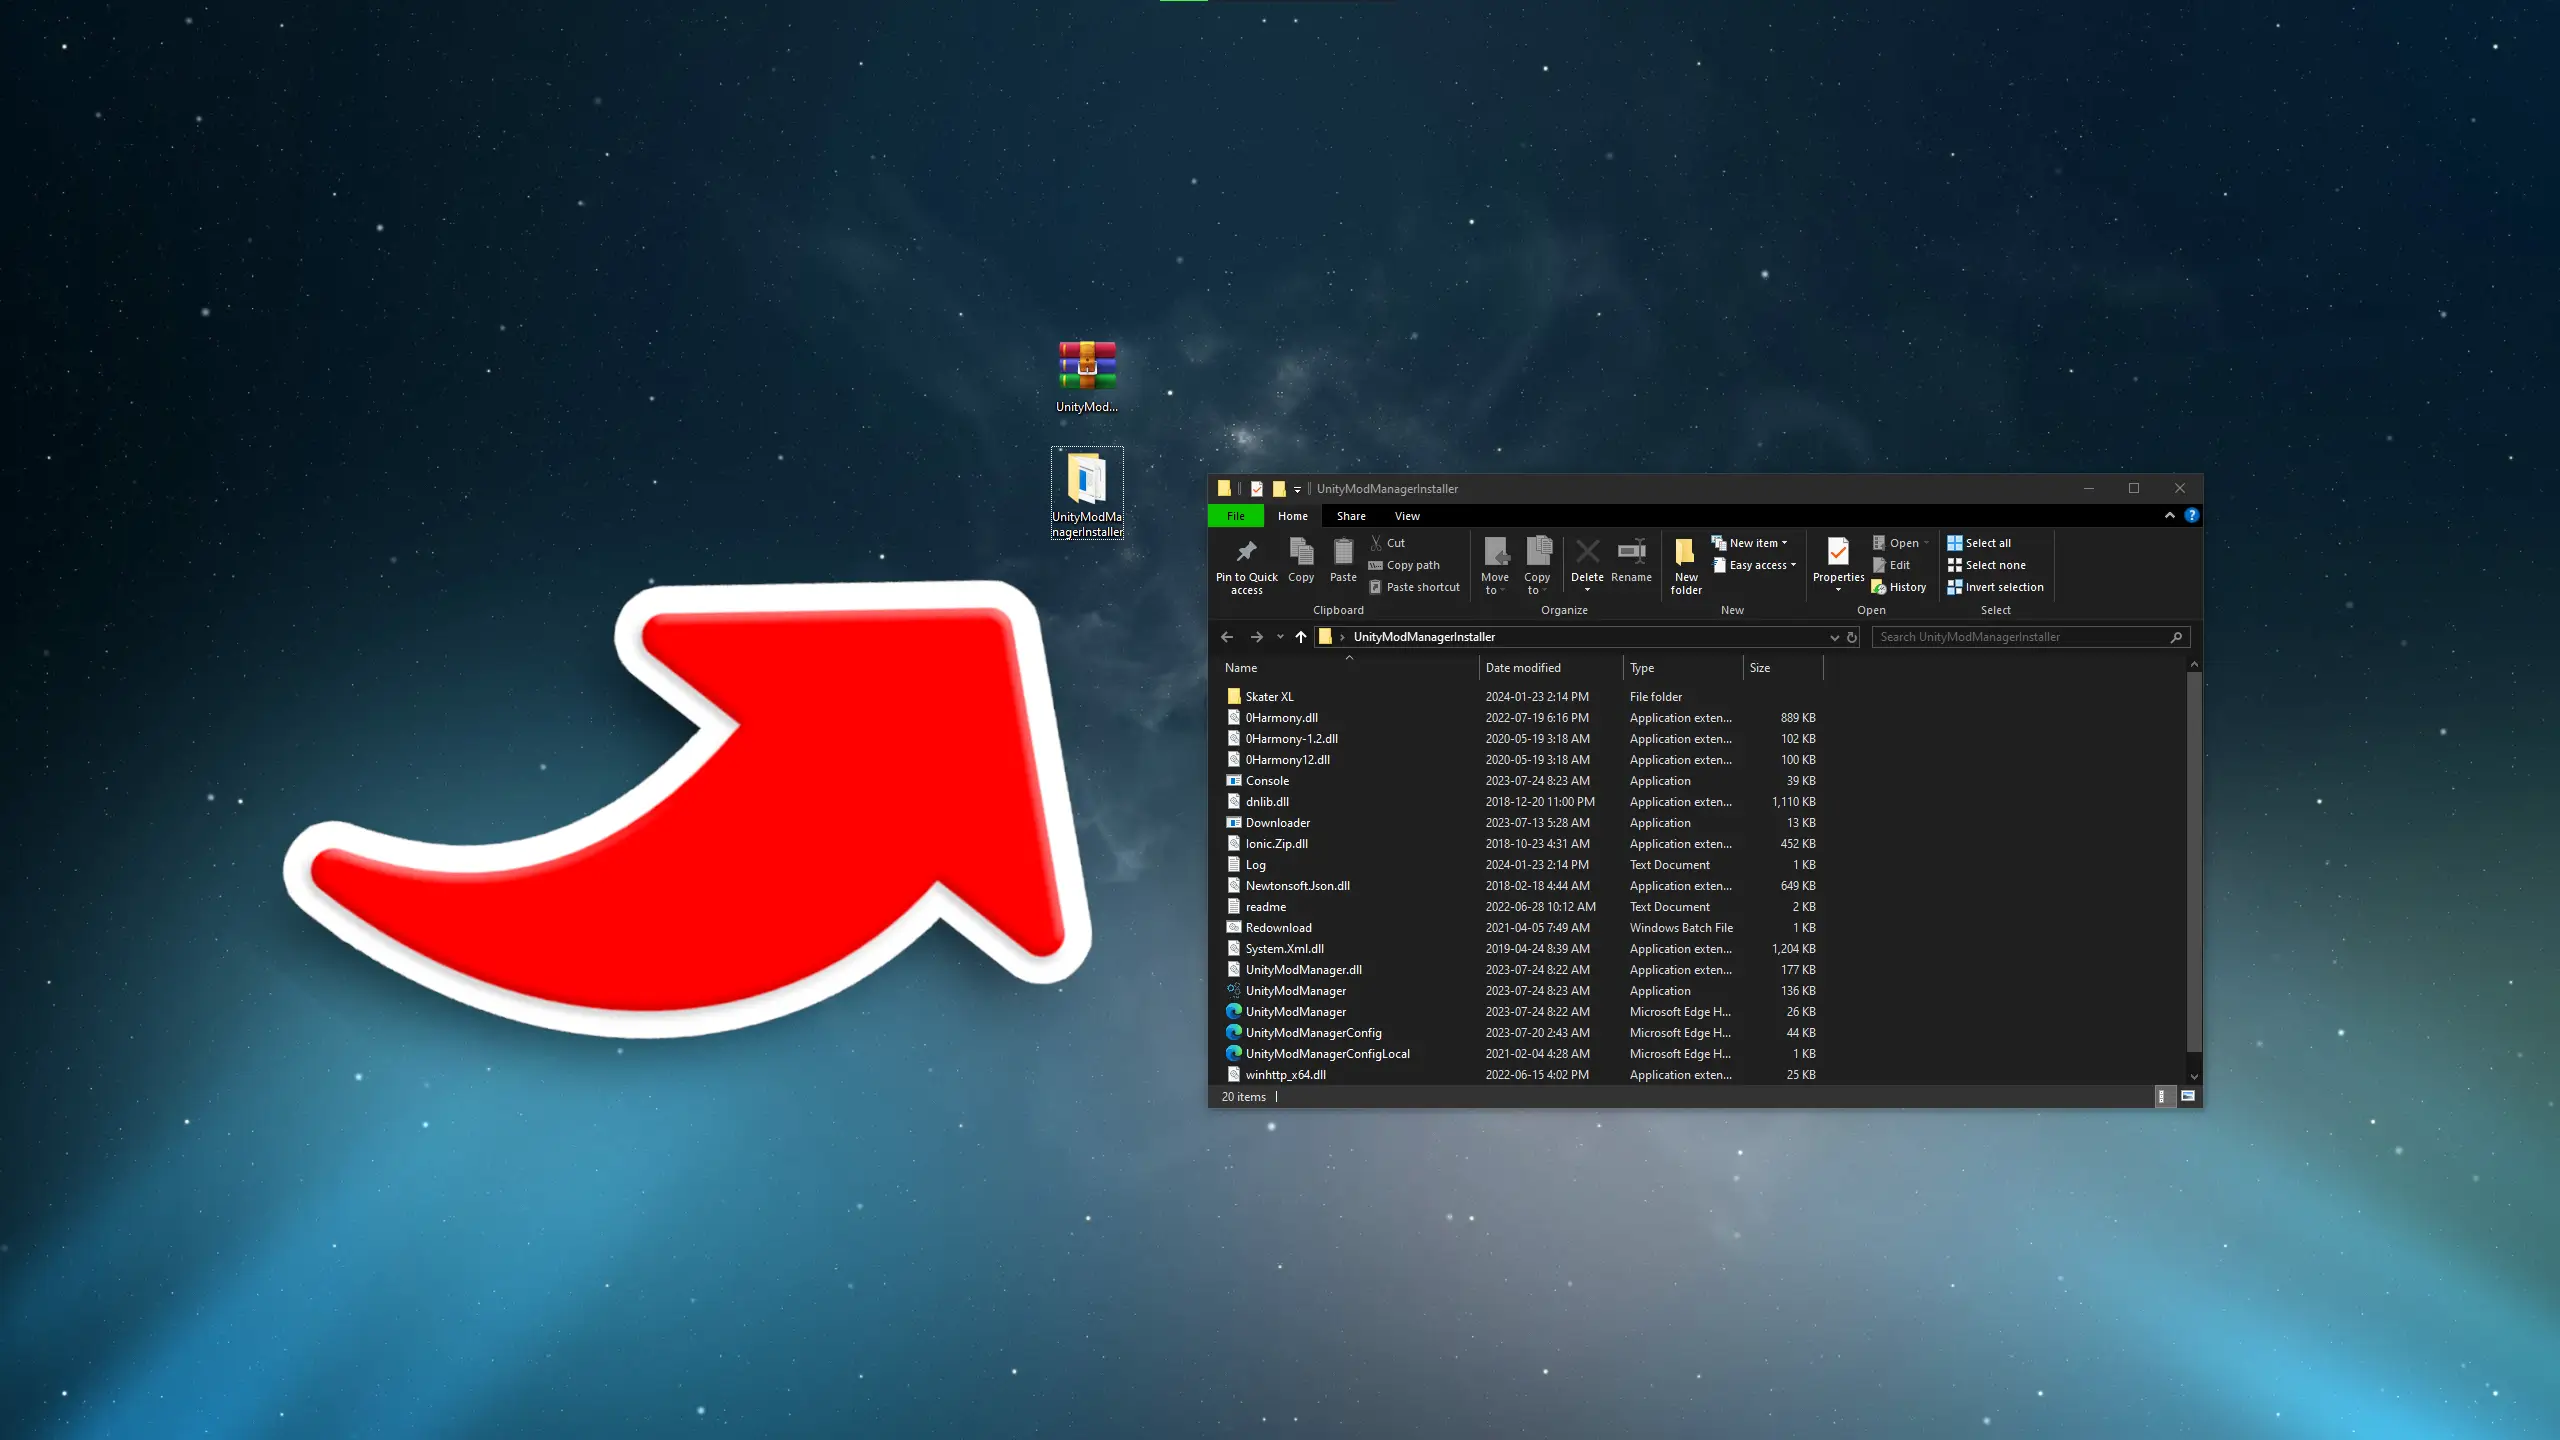 UnityMod...
UnityModMa
nagerInstaller
UnityModManagerInstaller
File Home Share View
Pin to Quick access
Copy
Paste
Cut
Copy path
Paste shortcut
Clipboard
Move to
Copy to
Delete
Rename
Organize
New folder
New item
Easy access
New
Properties
Open
Edit
History
Open
Select all
Select none
Invert selection
Select
UnityModManagerInstaller
Search UnityModManagerInstaller
Name Date modified Type Size
Skater XL 2024-01-23 2:14 PM File folder
0Harmony.dll 2022-07-19 6:16 PM Application exten... 889 KB
0Harmony-1.2.dll 2020-05-19 3:18 AM Application exten... 102 KB
0Harmony12.dll 2020-05-19 3:18 AM Application exten... 100 KB
Console 2023-07-24 8:23 AM Application 39 KB
dnlib.dll 2018-12-20 11:00 PM Application exten... 1,110 KB
Downloader 2023-07-13 5:28 AM Application 13 KB
Ionic.Zip.dll 2018-10-23 4:31 AM Application exten... 452 KB
Log 2024-01-23 2:14 PM Text Document 1 KB
Newtonsoft.Json.dll 2018-02-18 4:44 AM Application exten... 649 KB
readme 2022-06-28 10:12 AM Text Document 2 KB
Redownload 2021-04-05 7:49 AM Windows Batch File 1 KB
System.Xml.dll 2019-04-24 8:39 AM Application exten... 1,204 KB
UnityModManager.dll 2023-07-24 8:22 AM Application exten... 177 KB
UnityModManager 2023-07-24 8:23 AM Application 136 KB
UnityModManager 2023-07-24 8:22 AM Microsoft Edge H... 26 KB
UnityModManagerConfig 2023-07-20 2:43 AM Microsoft Edge H... 44 KB
UnityModManagerConfigLocal 2021-02-04 4:28 AM Microsoft Edge H... 1 KB
winhttp_x64.dll 2022-06-15 4:02 PM Application exten... 25 KB
20 items